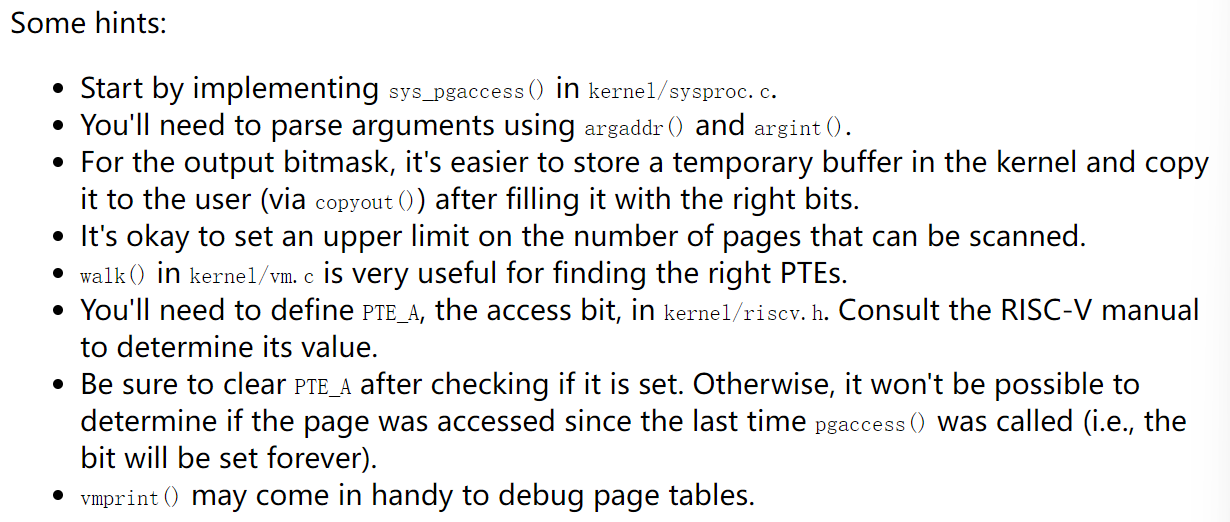 Some hints:
• Start by implementing sys_pgaccess() in kernel/sysproc.c.
• You'll need to parse arguments using argaddr() and argint().
• For the output bitmask, it's easier to store a temporary buffer in the kernel and copy
it to the user (via copyout()) after filling it with the right bits.
• It's okay to set an upper limit on the number of pages that can be scanned.
• walk() in kernel/vm.c is very useful for finding the right PTEs.
• You'll need to define PTE_A, the access bit, in kernel/riscv.h. Consult the RISC-V manual
to determine its value.
• Be sure to clear PTE_A after checking if it is set. Otherwise, it won't be possible to
determine if the page was accessed since the last time pgaccess() was called (i.e., the
bit will be set forever).
• vmprint() may come in handy to debug page tables.